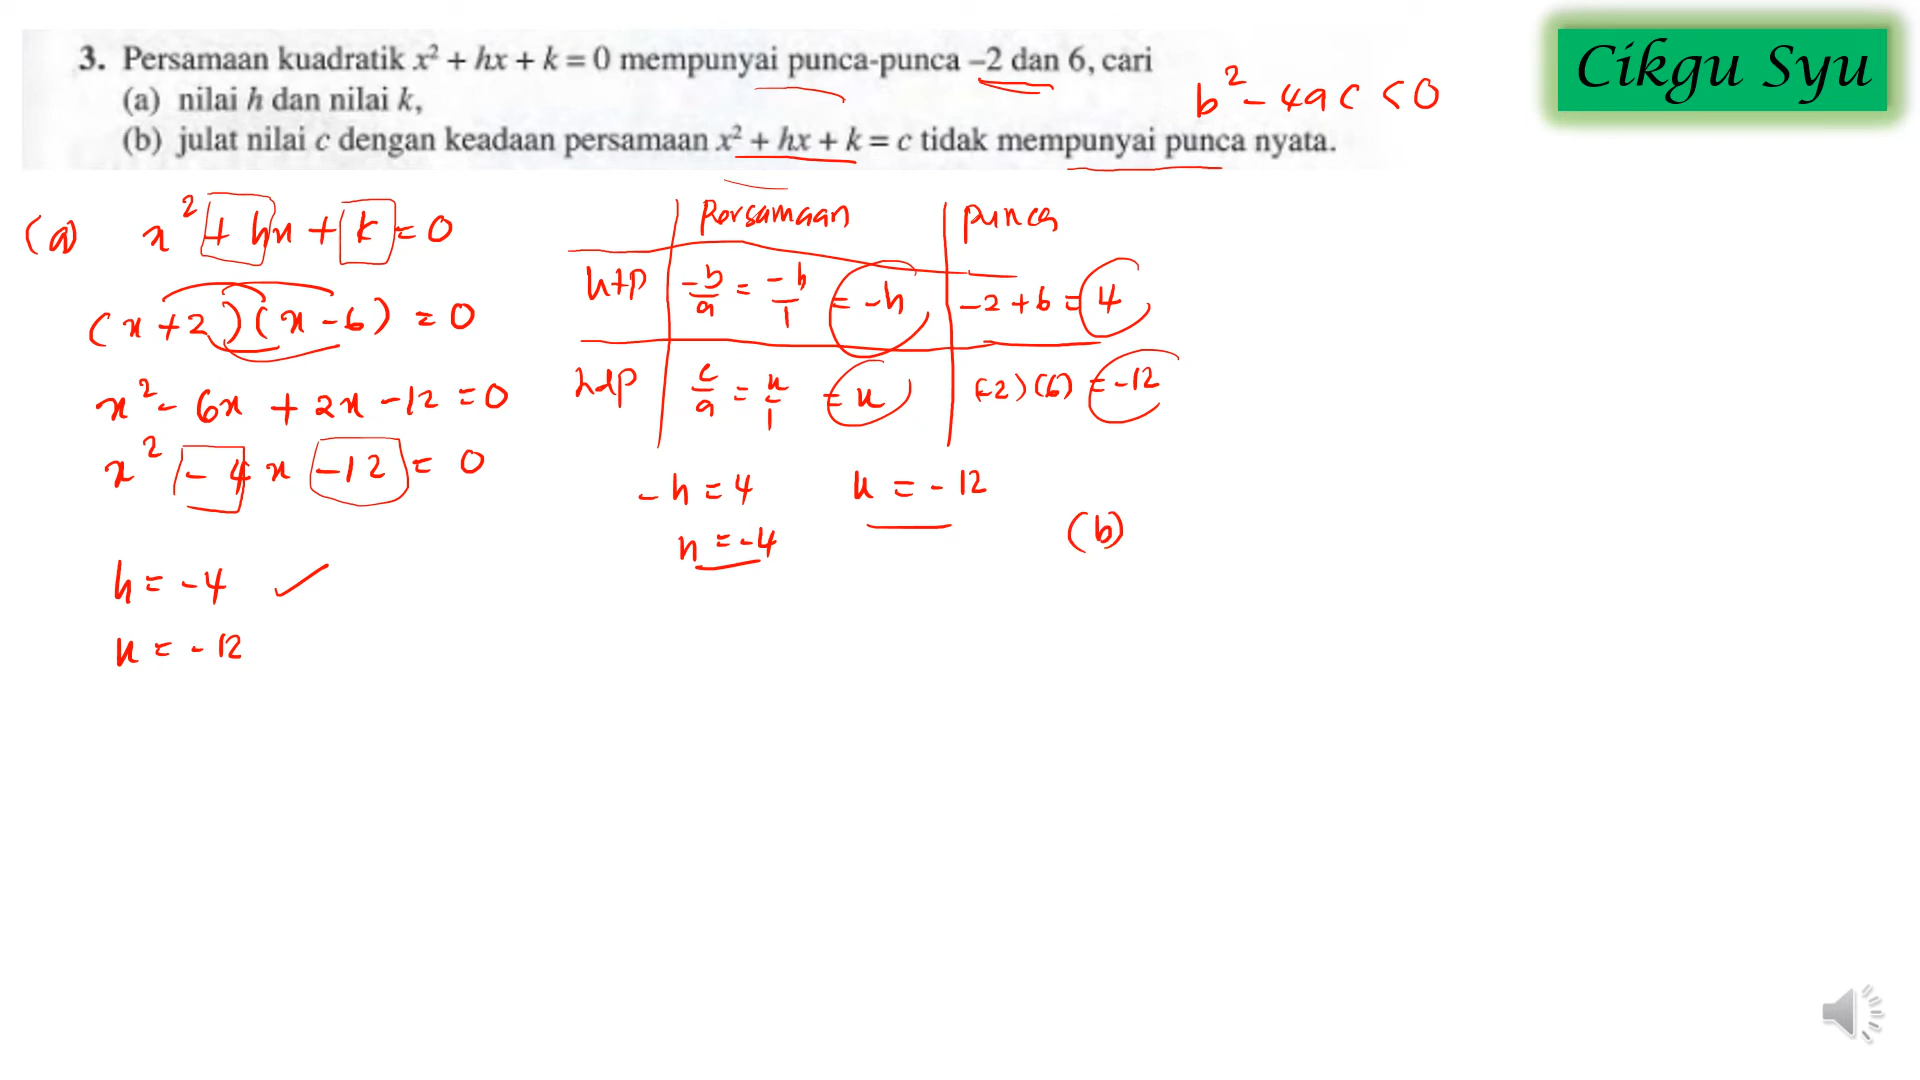 3. Persamaan kuadratik x² + hx + k = 0 mempunyai punca-punca –2 dan 6, cari
(a) nilai h dan nilai k,
(b) julat nilai c dengan keadaan persamaan x² + hx + k = c tidak mempunyai punca nyata.
b² - 4ac < 0
Cikgu Syu
(a) x² + hx + k = 0
(x+2)(x-6) = 0
x² - 6x + 2x - 12 = 0
x² - 4x - 12 = 0
h = -4 ✓
k = -12
Persamaan punca
htp -b/a = -h/1 = -h -2 + 6 = 4
hdp c/a = k/1 = k (-2)(6) = -12
-h = 4 k = -12
h = -4
(b)